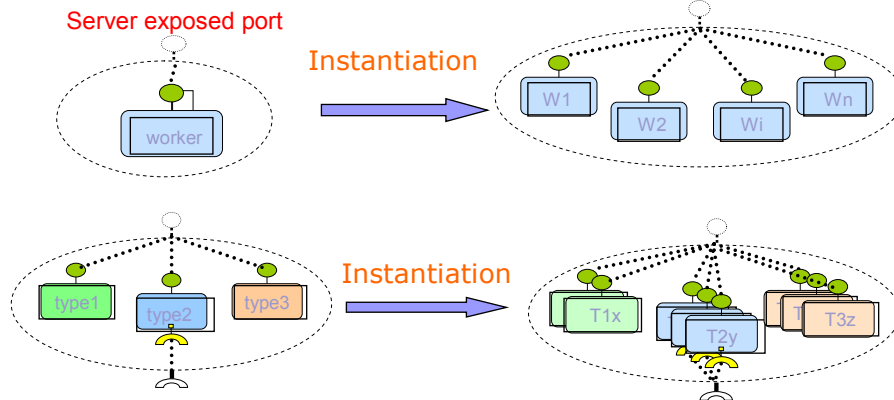 Server exposed port
Instantiation
worker
W1
W2
Wi
Wn
Instantiation
type1
type2
type3
T1x
T2y
T3z